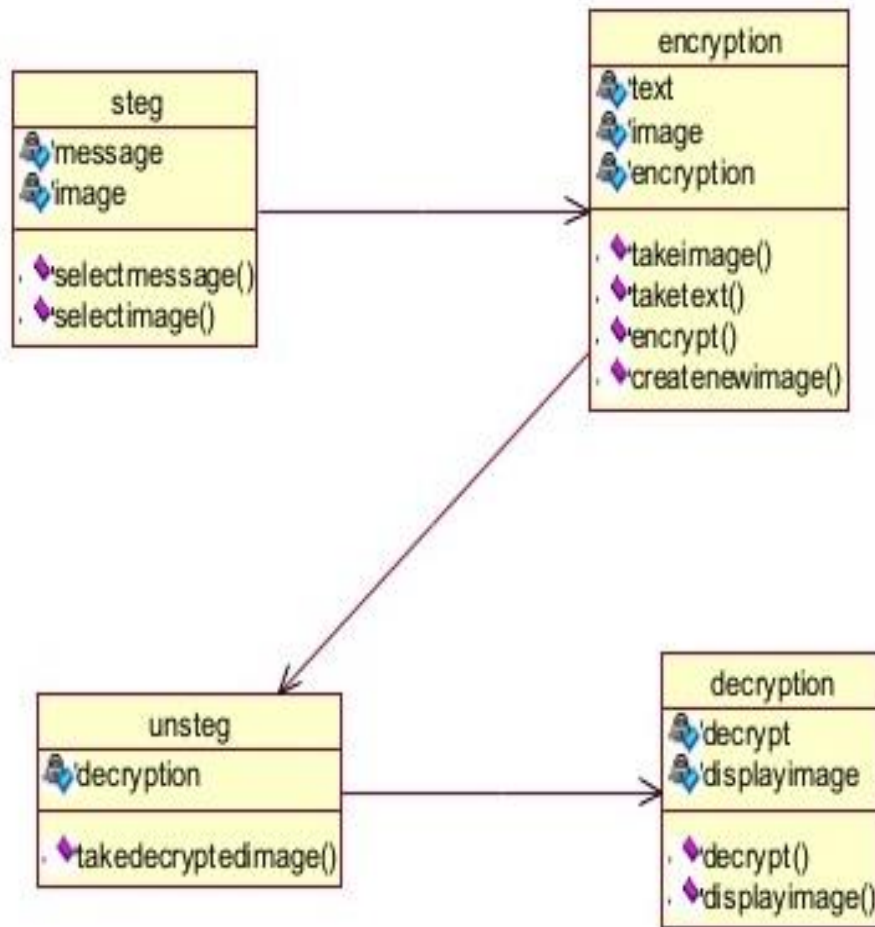 steg
message
image
selectmessage()
selectimage()
encryption
text
image
encryption
takeimage()
taketext()
encrypt()
createnewimage()
unsteg
decryption
takedecryptedimage()
decryption
decrypt
displayimage
decrypt()
displayimage()